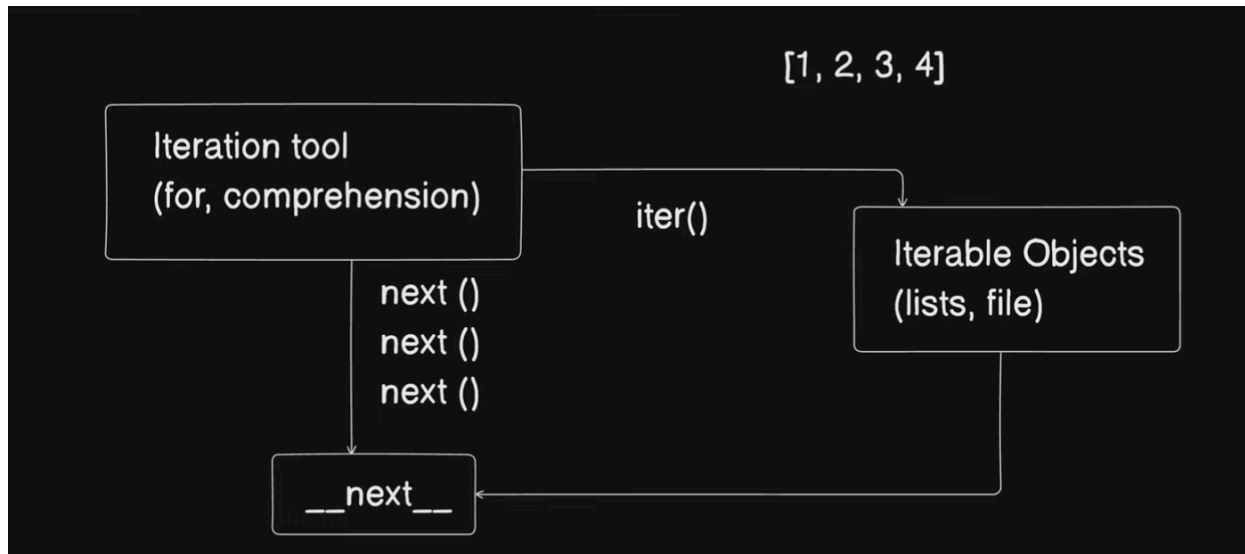 [1, 2, 3, 4]
Iteration tool
(for, comprehension)
iter()
Iterable Objects
(lists, file)
next ()
next ()
next ()
__next__